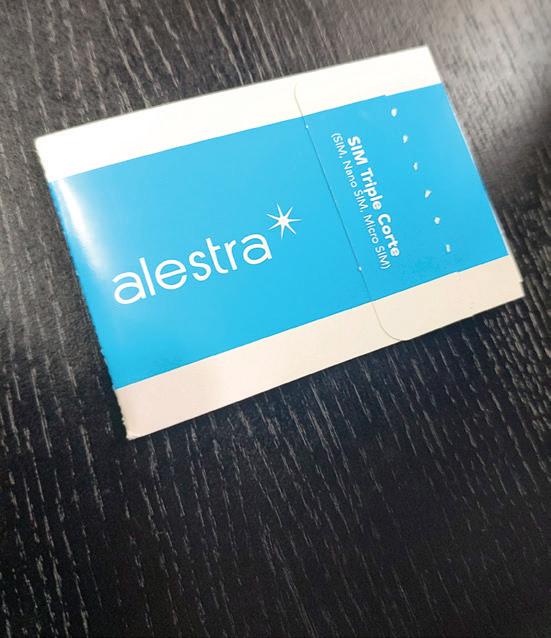 alestra
SIM Triple Corte
(SIM, Nano SIM, Micro SIM)